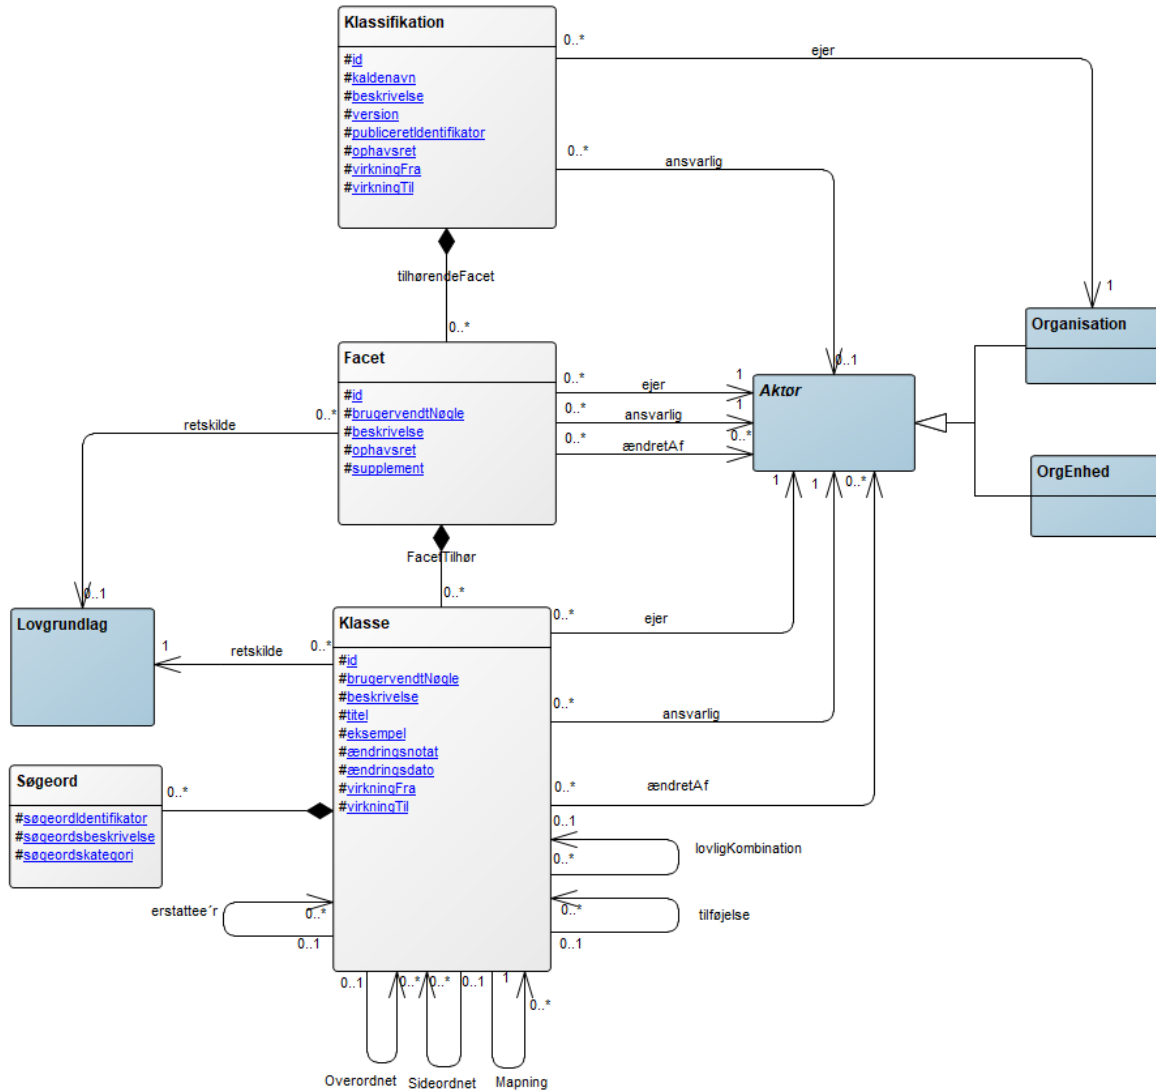 Klassifikation
#id
#kaldenavn
#beskrivelse
#version
#publiceretIdentifikator
#ophavsret
#virkningFra
#virkningTil
0..*
ejer
1
0..*
ansvarlig
0..1
tilhørendeFacet
0..*
Organisation
Aktør
OrgEnhed
Facet
#id
#brugervendtNøgle
#beskrivelse
#ophavsret
#supplement
0..*
ejer
1
0..*
ansvarlig
1
0..*
ændretAf
0..*
0..*
retskilde
0..1
FacetTilhør
0..*
1
1
0..*
Lovgrundlag
1
retskilde
0..*
Klasse
#id
#brugervendtNøgle
#beskrivelse
#titel
#eksempel
#ændringsnotat
#ændringsdato
#virkningFra
#virkningTil
0..*
ejer
0..*
ansvarlig
0..*
ændretAf
Søgeord
#søgeordIdentifikator
#søgeordsbeskrivelse
#søgeordskategori
0..*
0..1
lovligKombination
0..*
erstattee´r
0..*
0..1
0..*
tilføjelse
0..1
0..1
0..*
0..*
0..1
1
0..*
Overordnet
Sideordnet
Mapning